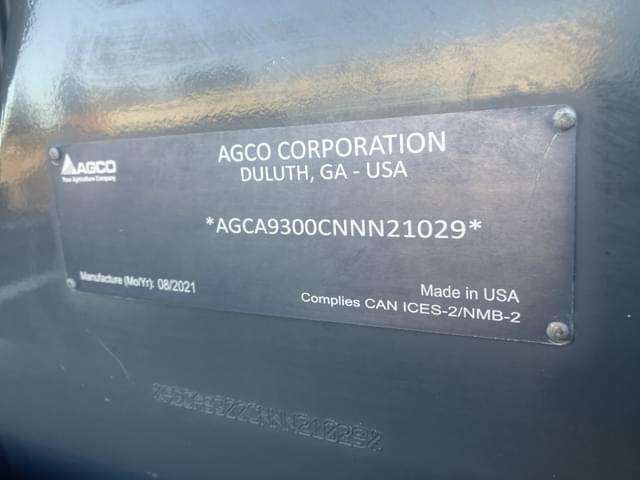 AGCO
Your Agriculture Company
AGCO CORPORATION
DULUTH, GA - USA
*AGCA9300CNNN21029*
Manufacture (Mo/Yr): 08/2021
Made in USA
Complies CAN ICES-2/NMB-2
*AGCA9300CNNN21029*